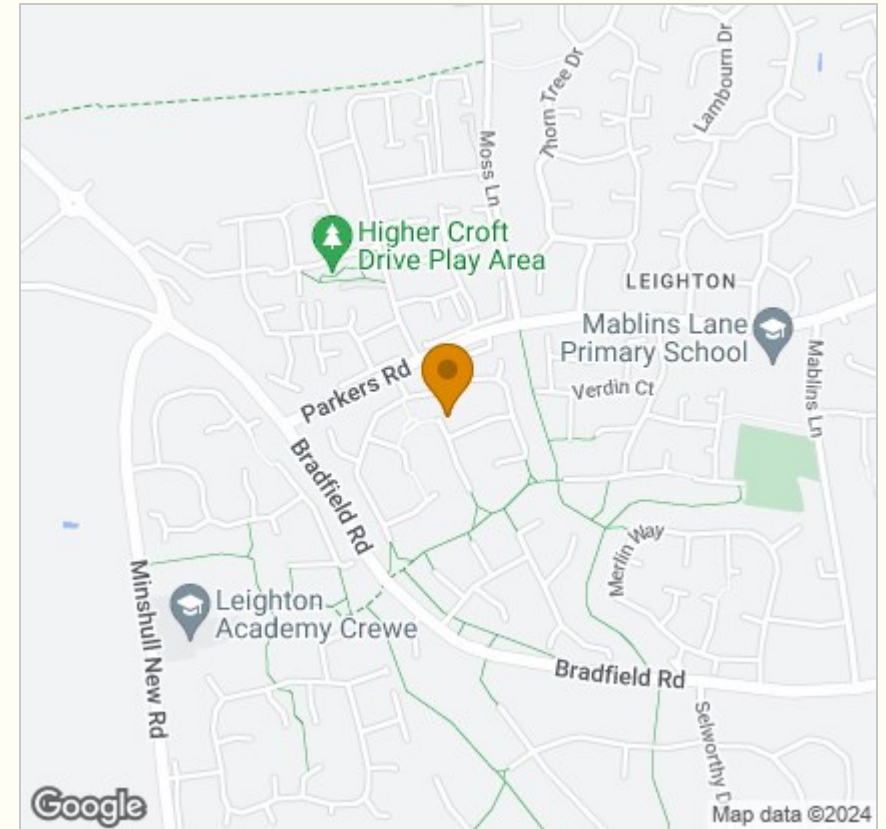 Thorn Tree Dr
Lambourn Dr
Moss Ln
Higher Croft
Drive Play Area
LEIGHTON
Mablins Lane
Primary School
Parkers Rd
Verdin Ct
Mablins Ln
Bradfield Rd
Merlin Way
Minshull New Rd
Leighton
Academy Crewe
Bradfield Rd
Selworthy D
Google
Map data ©2024